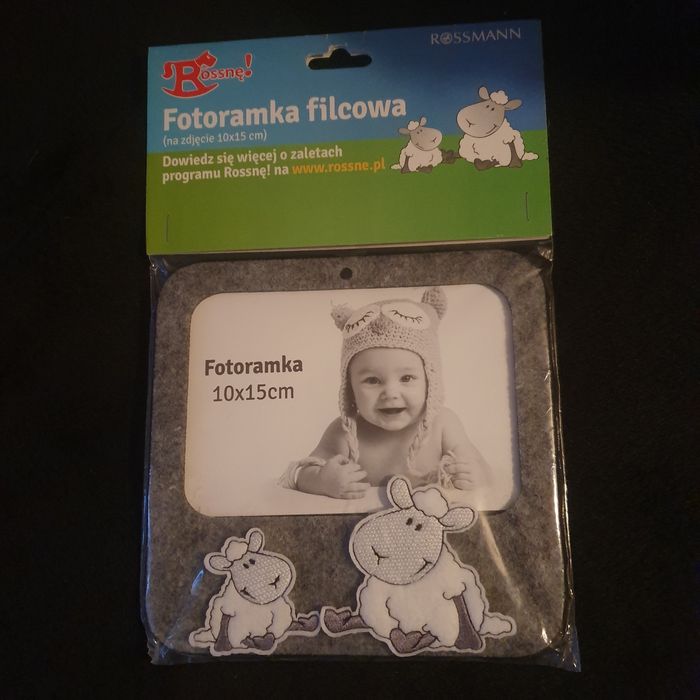 Rossnę!
ROSSMANN
Fotoramka filcowa
(na zdjęcie 10x15 cm)
Dowiedz się więcej o zaletach
programu Rossnę! na www.rossne.pl
Fotoramka
10x15cm